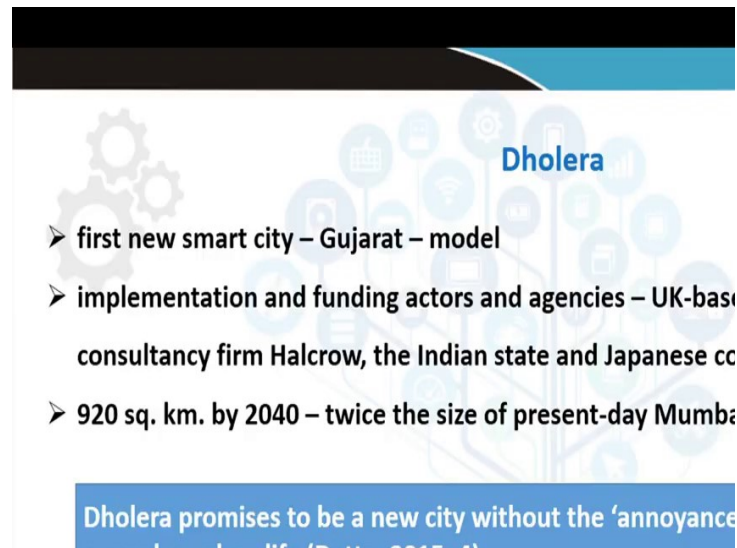 Dholera
➤ first new smart city – Gujarat – model
➤ implementation and funding actors and agencies – UK-base
consultancy firm Halcrow, the Indian state and Japanese co
➤ 920 sq. km. by 2040 – twice the size of present-day Mumba
Dholera promises to be a new city without the ‘annoyance